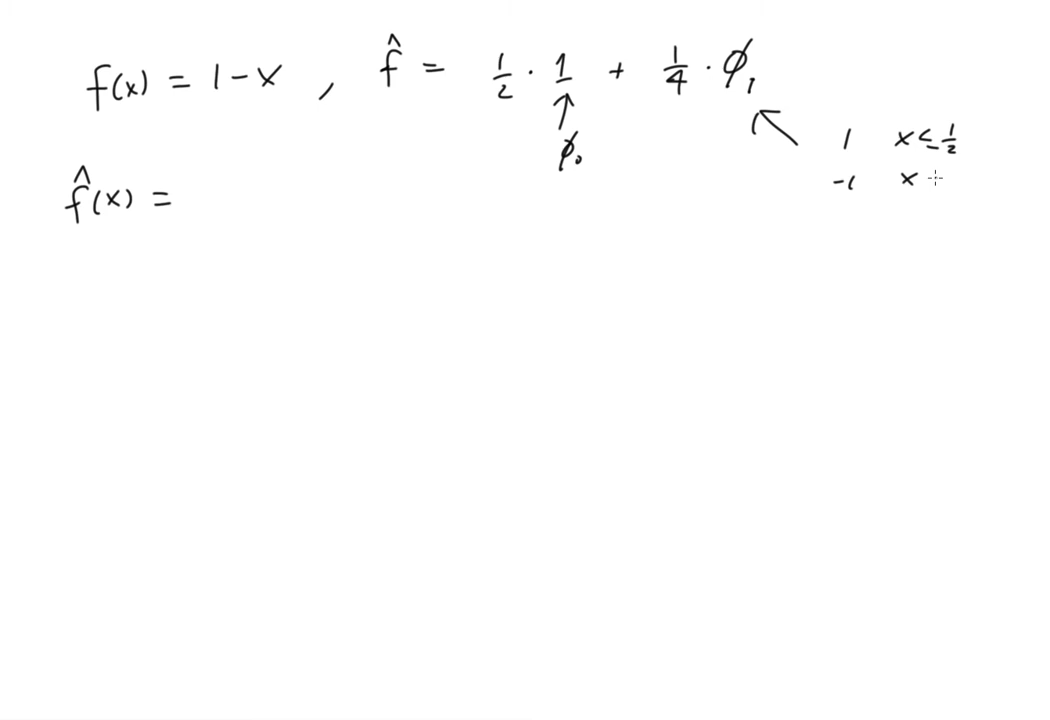 f(x) = 1 - x , f̂ = 1/2 · 1 + 1/4 · ϕ₁
ϕ₀
1 x ≤ 1/2
-1 x
f̂(x) =